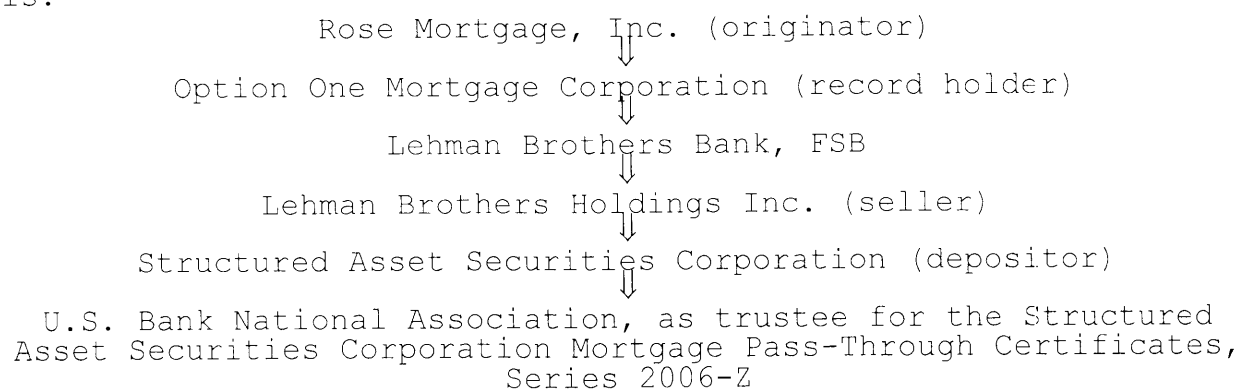 Rose Mortgage, Inc. (originator)
⇓
Option One Mortgage Corporation (record holder)
⇓
Lehman Brothers Bank, FSB
⇓
Lehman Brothers Holdings Inc. (seller)
⇓
Structured Asset Securities Corporation (depositor)
⇓
U.S. Bank National Association, as trustee for the Structured
Asset Securities Corporation Mortgage Pass-Through Certificates,
Series 2006-Z